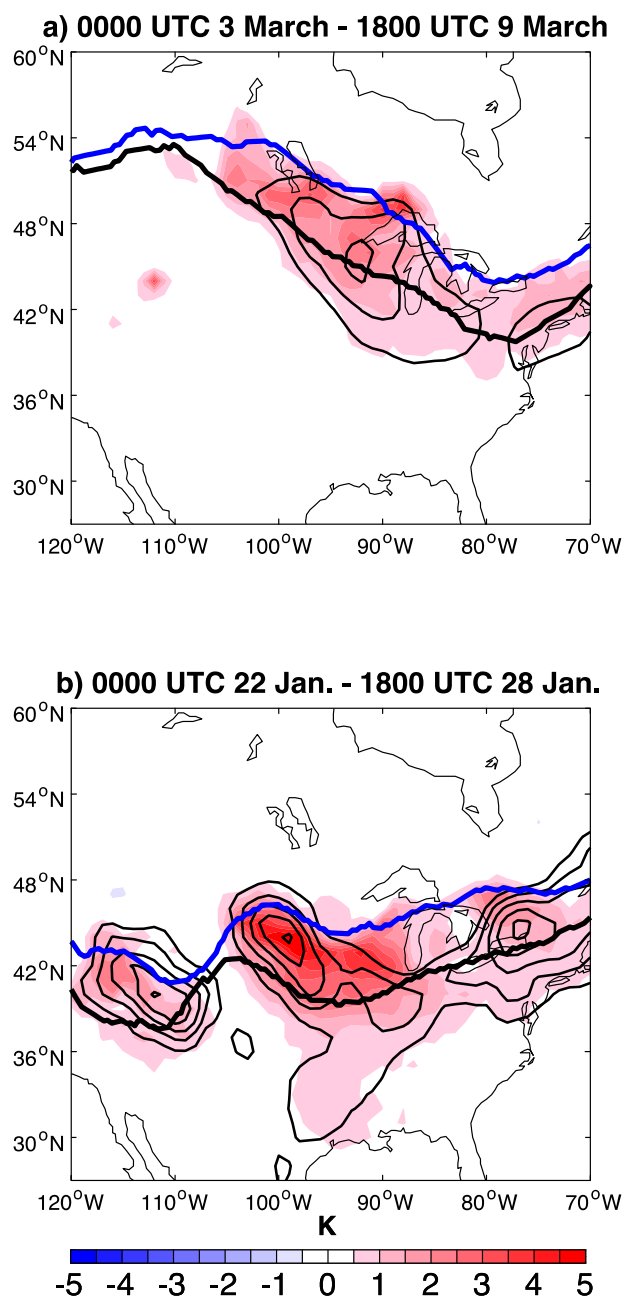 a) 0000 UTC 3 March - 1800 UTC 9 March
60°N
54°N
48°N
42°N
36°N
30°N
120°W 110°W 100°W 90°W 80°W 70°W
b) 0000 UTC 22 Jan. - 1800 UTC 28 Jan.
60°N
54°N
48°N
42°N
36°N
30°N
120°W 110°W 100°W 90°W 80°W 70°W
K
-5 -4 -3 -2 -1 0 1 2 3 4 5